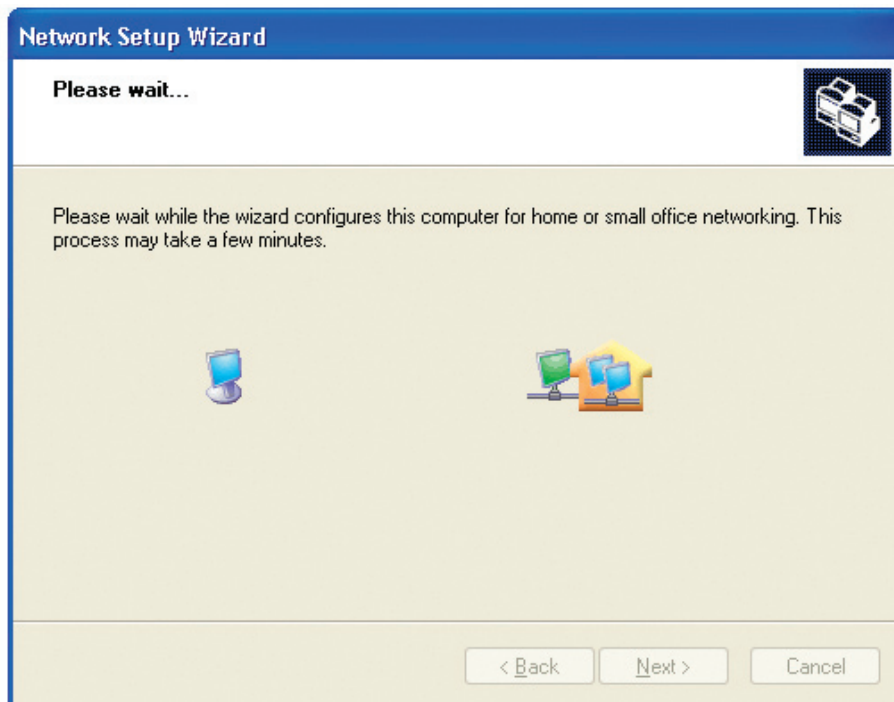 Network Setup Wizard
Please wait...
Please wait while the wizard configures this computer for home or small office networking. This
process may take a few minutes.
< Back
Next >
Cancel